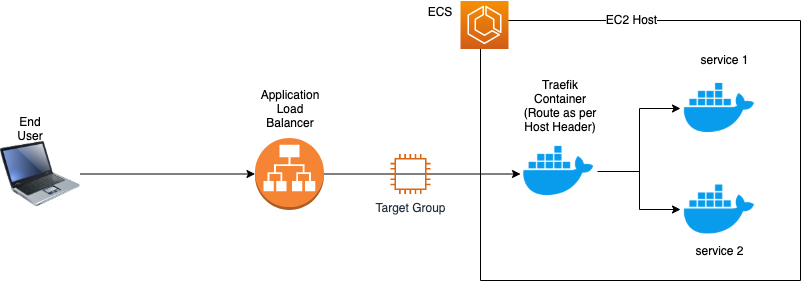 ECS
EC2 Host
service 1
Traefik
Container
(Route as per
Host Header)
Application
Load
Balancer
End
User
Target Group
service 2